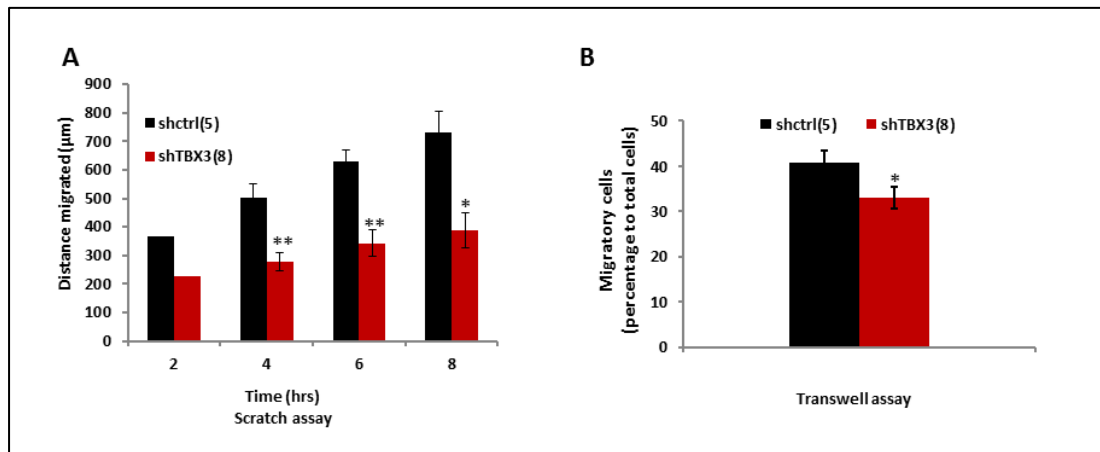 A
900
800
700
600
500
400
300
200
100
0
Distance migrated (µm)
shctrl(5)
shTBX3(8)
**
**
*
2 4 6 8
Time (hrs)
Scratch assay
B
50
40
30
20
10
0
Migratory cells
(percentage to total cells)
shctrl(5) shTBX3(8)
*
Transwell assay